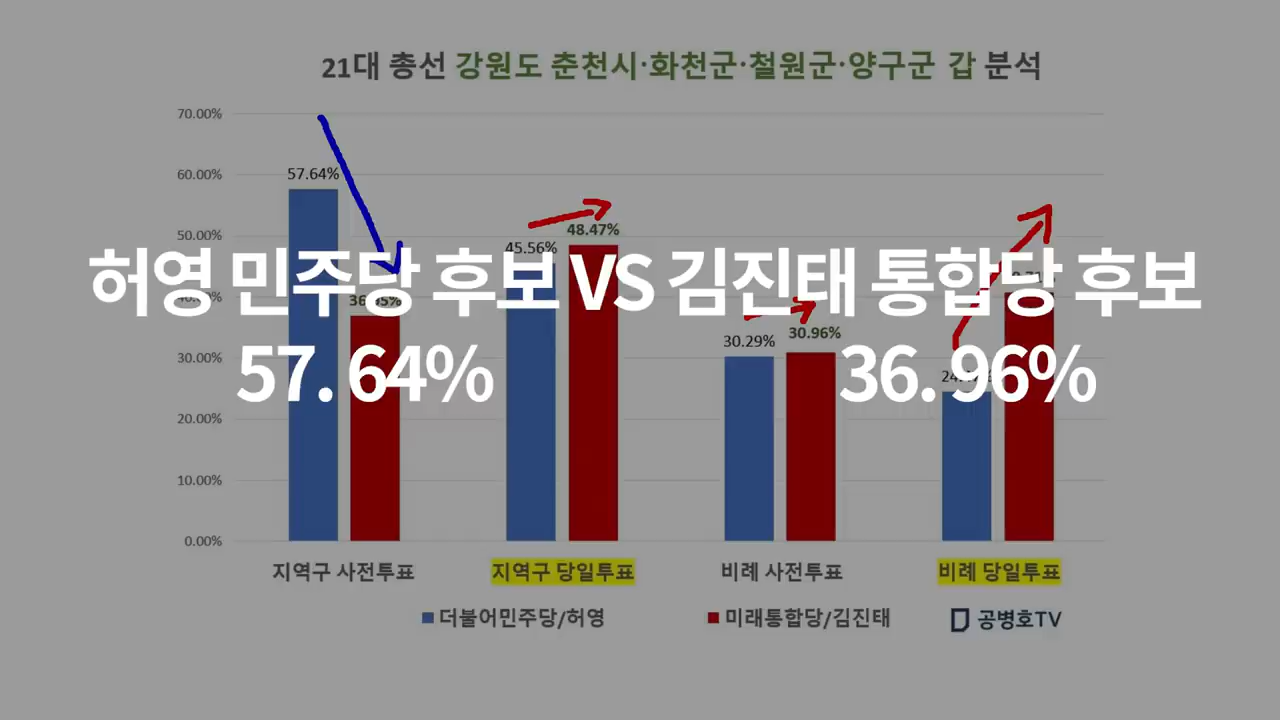 21대 총선 강원도 춘천시·화천군·철원군·양구군 갑 분석
70.00%
60.00%
57.64%
50.00%
45.56%
48.47%
허영 민주당 후보 VS 김진태 통합당 후보
57.64%
36.96%
30.29%
30.96%
30.00%
20.00%
10.00%
0.00%
지역구 사전투표
지역구 당일투표
비례 사전투표
비례 당일투표
더불어민주당/허영
미래통합당/김진태
공병호TV